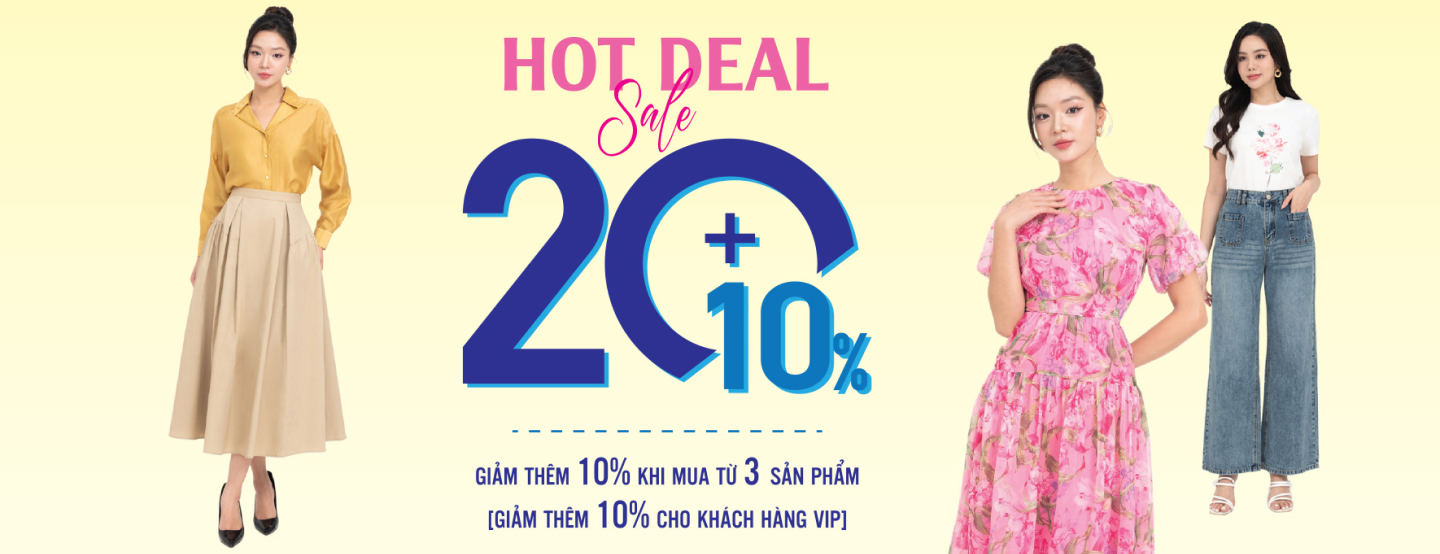 HOT DEAL
Sale
20
+
10%
GIẢM THÊM 10% KHI MUA TỪ 3 SẢN PHẨM
[GIẢM THÊM 10% CHO KHÁCH HÀNG VIP]